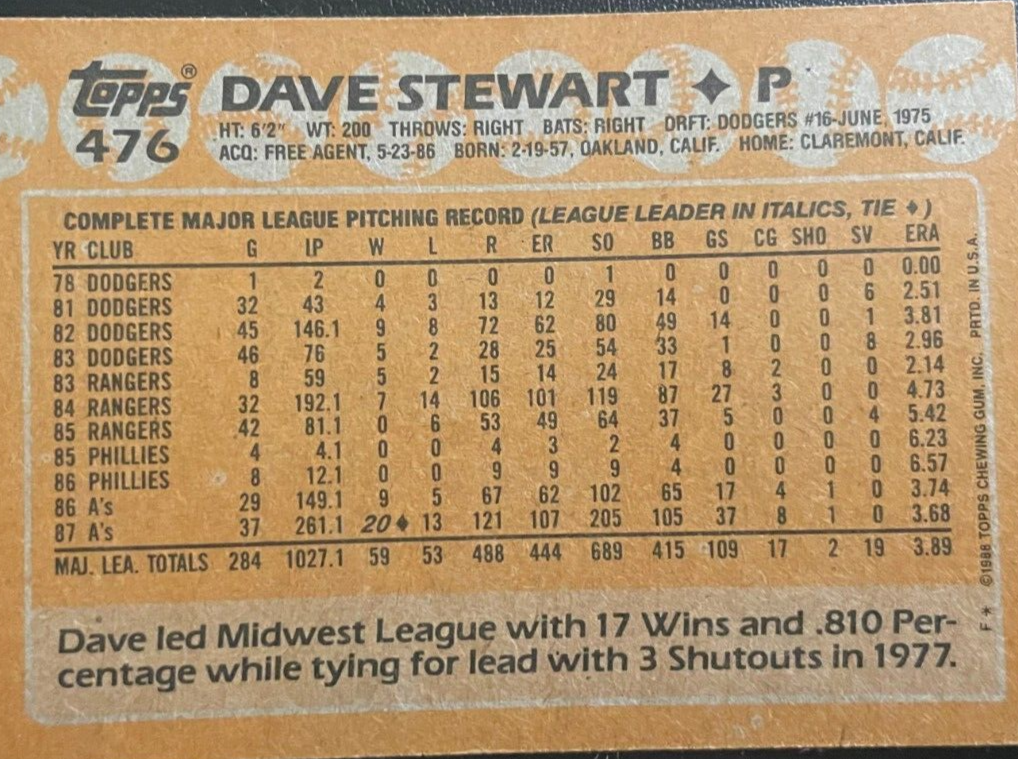 topps®
476
DAVE STEWART ♦ P
HT: 6'2" WT: 200 THROWS: RIGHT BATS: RIGHT DRFT: DODGERS #16-JUNE, 1975
ACQ: FREE AGENT, 5-23-86 BORN: 2-19-57, OAKLAND, CALIF. HOME: CLAREMONT, CALIF.
COMPLETE MAJOR LEAGUE PITCHING RECORD (LEAGUE LEADER IN ITALICS, TIE ♦)
YR CLUB G IP W L R ER SO BB GS CG SHO SV ERA
78 DODGERS 1 2 0 0 0 0 1 0 0 0 0 0 0.00
81 DODGERS 32 43 4 3 13 12 29 14 0 0 0 6 2.51
82 DODGERS 45 146.1 9 8 72 62 80 49 14 0 0 1 3.81
83 DODGERS 46 76 5 2 28 25 54 33 1 0 0 8 2.96
83 RANGERS 8 59 5 2 15 14 24 17 8 2 0 0 2.14
84 RANGERS 32 192.1 7 14 106 101 119 87 27 3 0 0 4.73
85 RANGERS 42 81.1 0 6 53 49 64 37 5 0 0 4 5.42
85 PHILLIES 4 4.1 0 0 4 3 2 4 0 0 0 0 6.23
86 PHILLIES 8 12.1 0 0 9 9 9 4 0 0 0 0 6.57
86 A's 29 149.1 9 5 67 62 102 65 17 4 1 0 3.74
87 A's 37 261.1 20♦ 13 121 107 205 105 37 8 1 0 3.68
MAJ. LEA. TOTALS 284 1027.1 59 53 488 444 689 415 109 17 2 19 3.89
Dave led Midwest League with 17 Wins and .810 Per-
centage while tying for lead with 3 Shutouts in 1977.
F* ©1988 TOPPS CHEWING GUM, INC. PRTD. IN U.S.A.